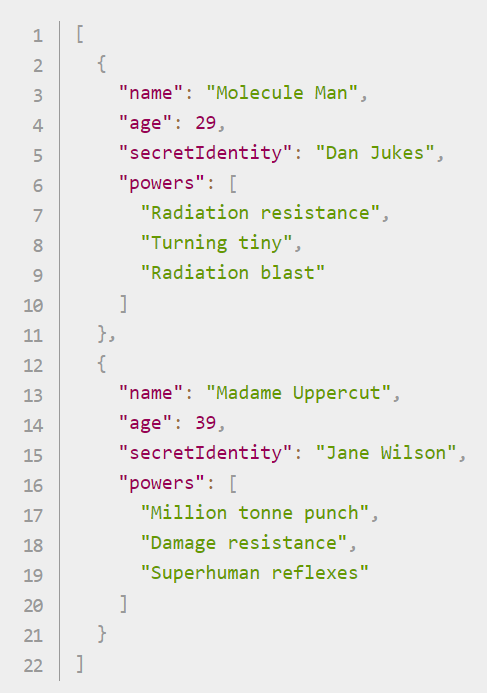 1 [
2   {
3     "name": "Molecule Man",
4     "age": 29,
5     "secretIdentity": "Dan Jukes",
6     "powers": [
7       "Radiation resistance",
8       "Turning tiny",
9       "Radiation blast"
10     ]
11   },
12   {
13     "name": "Madame Uppercut",
14     "age": 39,
15     "secretIdentity": "Jane Wilson",
16     "powers": [
17       "Million tonne punch",
18       "Damage resistance",
19       "Superhuman reflexes"
20     ]
21   }
22 ]